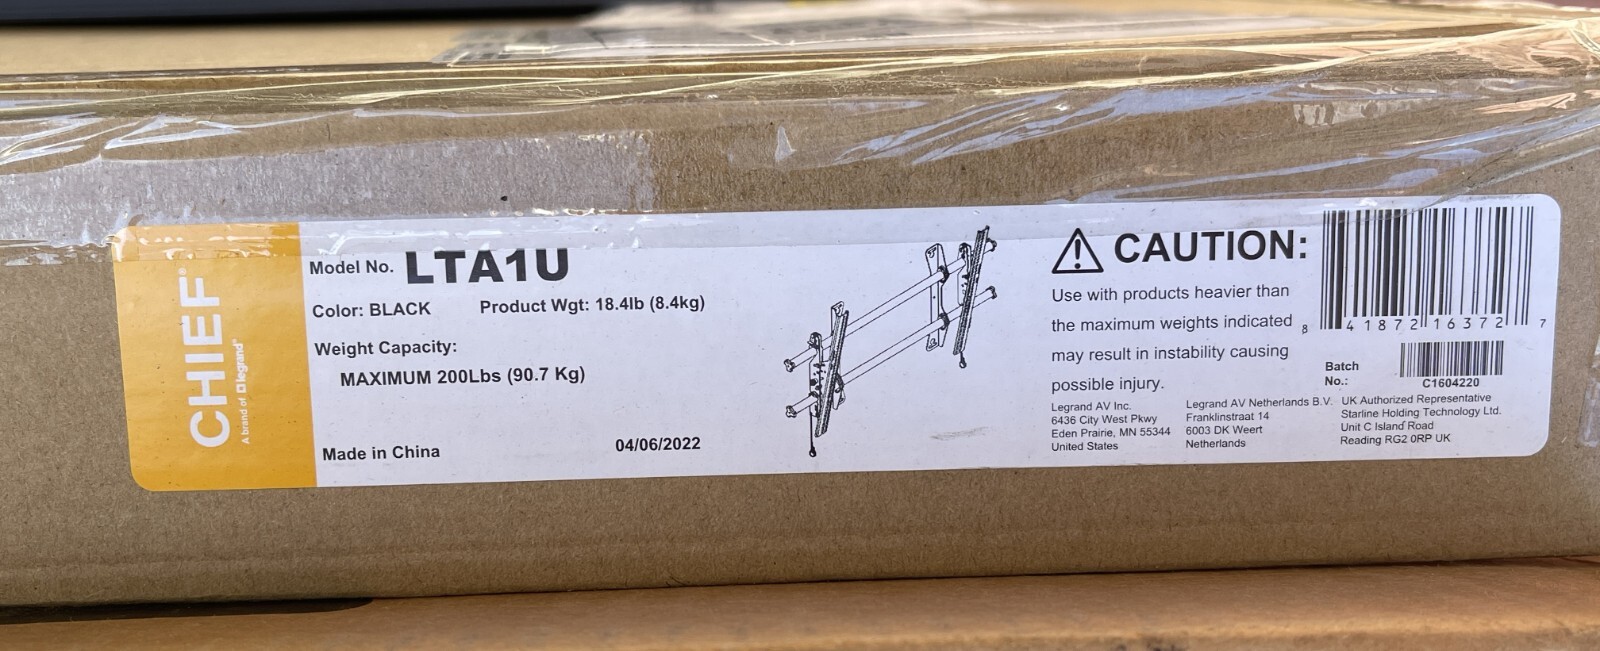 CHIEF®
A brand of legrand®
Model No. LTA1U
Color: BLACK Product Wgt: 18.4lb (8.4kg)
Weight Capacity:
MAXIMUM 200Lbs (90.7 Kg)
Made in China 04/06/2022
CAUTION:
Use with products heavier than
the maximum weights indicated
may result in instability causing
possible injury.
Legrand AV Inc.
6436 City West Pkwy
Eden Prairie, MN 55344
United States
Legrand AV Netherlands B.V.
Franklinstraat 14
6003 DK Weert
Netherlands
8 41872 16372 7
Batch
No.: C1604220
UK Authorized Representative
Starline Holding Technology Ltd.
Unit C Island Road
Reading RG2 0RP UK